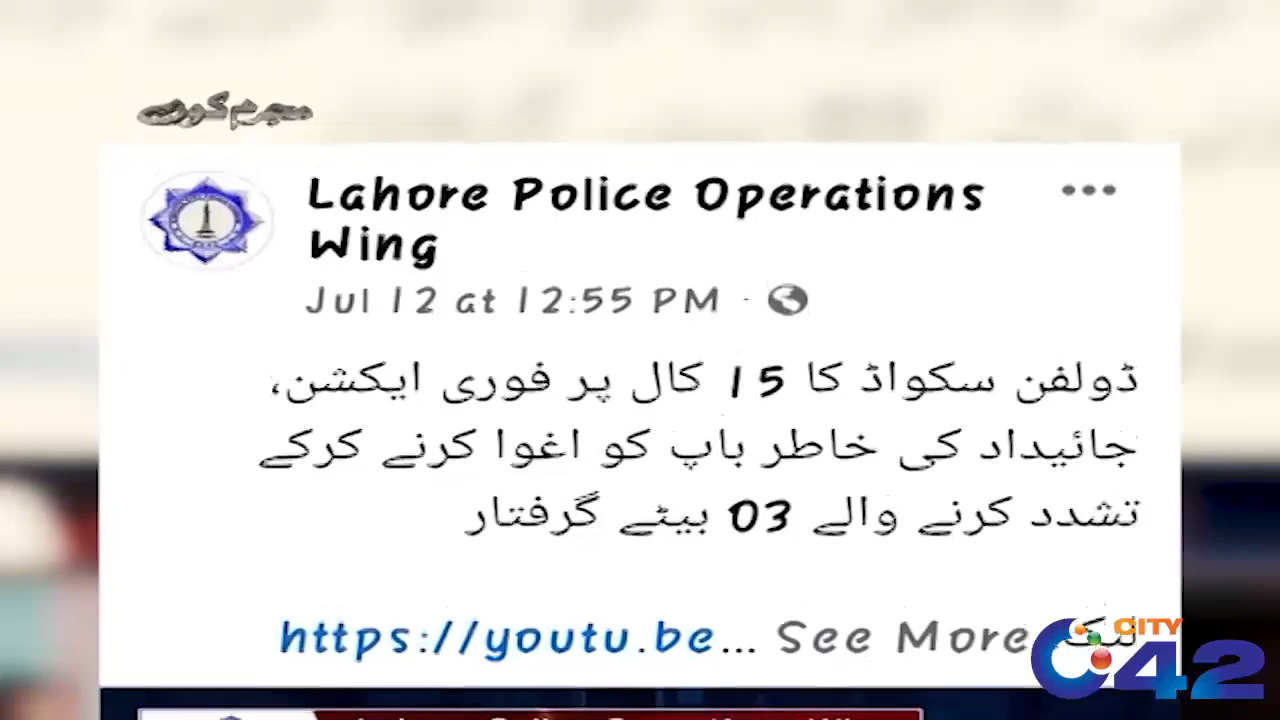 مجرم کون
Lahore Police Operations
Wing
Jul 12 at 12:55 PM ·
ڈولفن سکواڈ کا 15 کال پر فوری ایکشن،
جائیداد کی خاطر باپ کو اغوا کرنے کرکے
تشدد کرنے والے 03 بیٹے گرفتار
https://youtu.be... See More
CITY
42